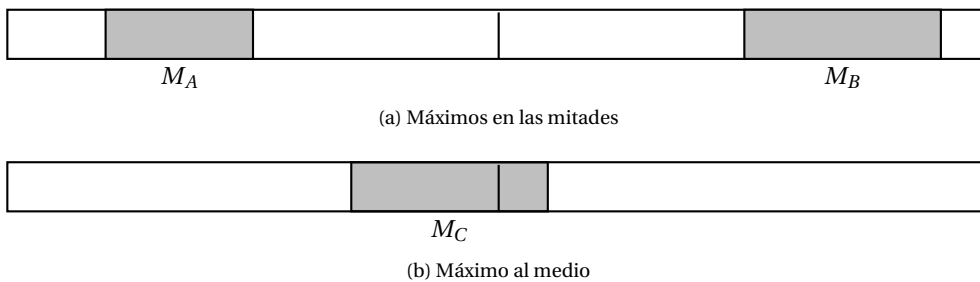 M_A M_B
(a) Máximos en las mitades
M_C
(b) Máximo al medio